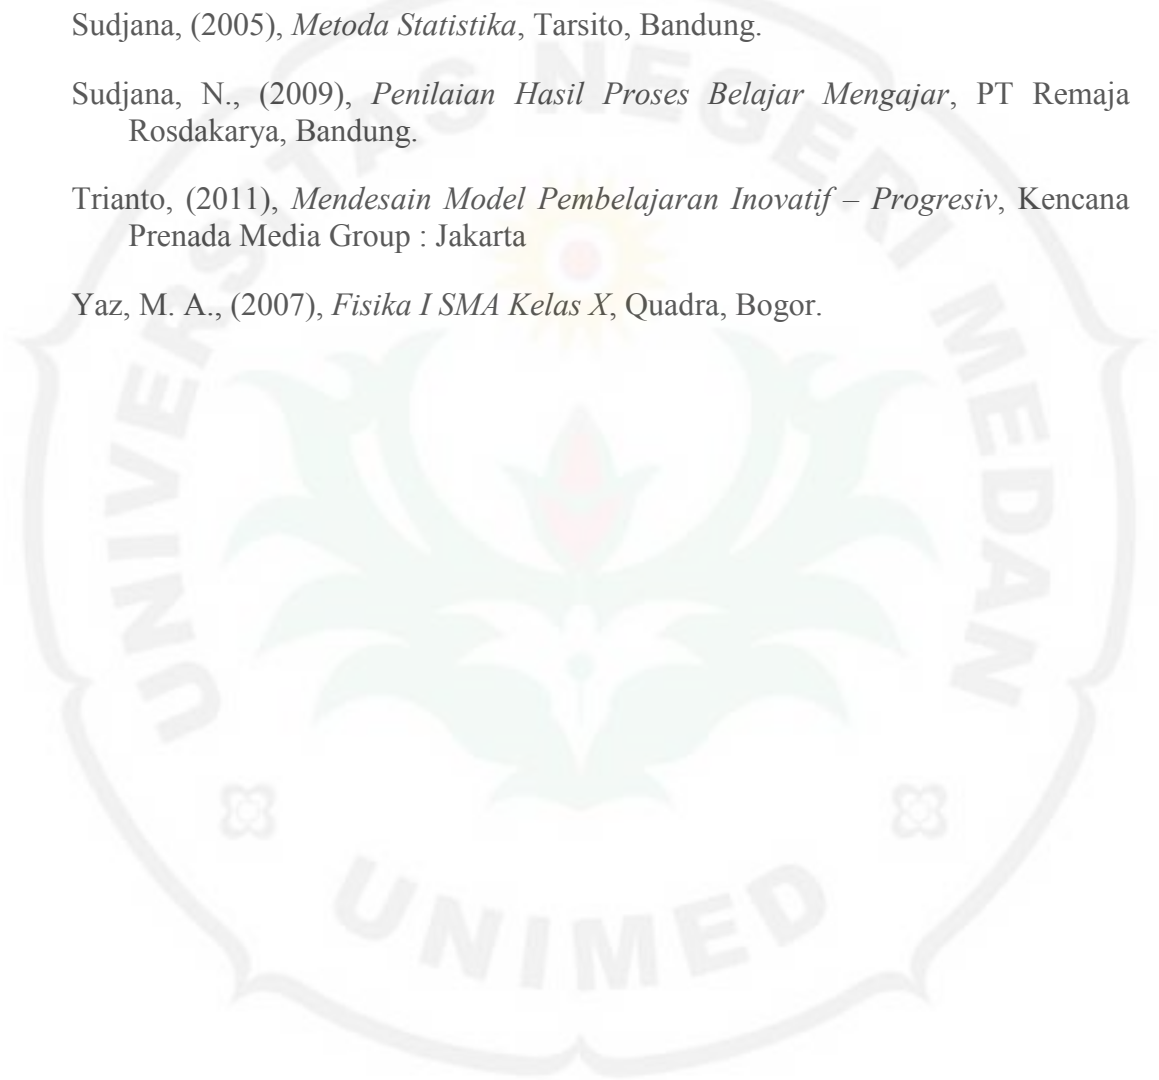 Sudjana, (2005), Metoda Statistika, Tarsito, Bandung.
Sudjana, N., (2009), Penilaian Hasil Proses Belajar Mengajar, PT Remaja
Rosdakarya, Bandung.
Trianto, (2011), Mendesain Model Pembelajaran Inovatif – Progresiv, Kencana
Prenada Media Group : Jakarta
Yaz, M. A., (2007), Fisika I SMA Kelas X, Quadra, Bogor.
UNIVERSITAS NEGERI MEDAN
UNIMED